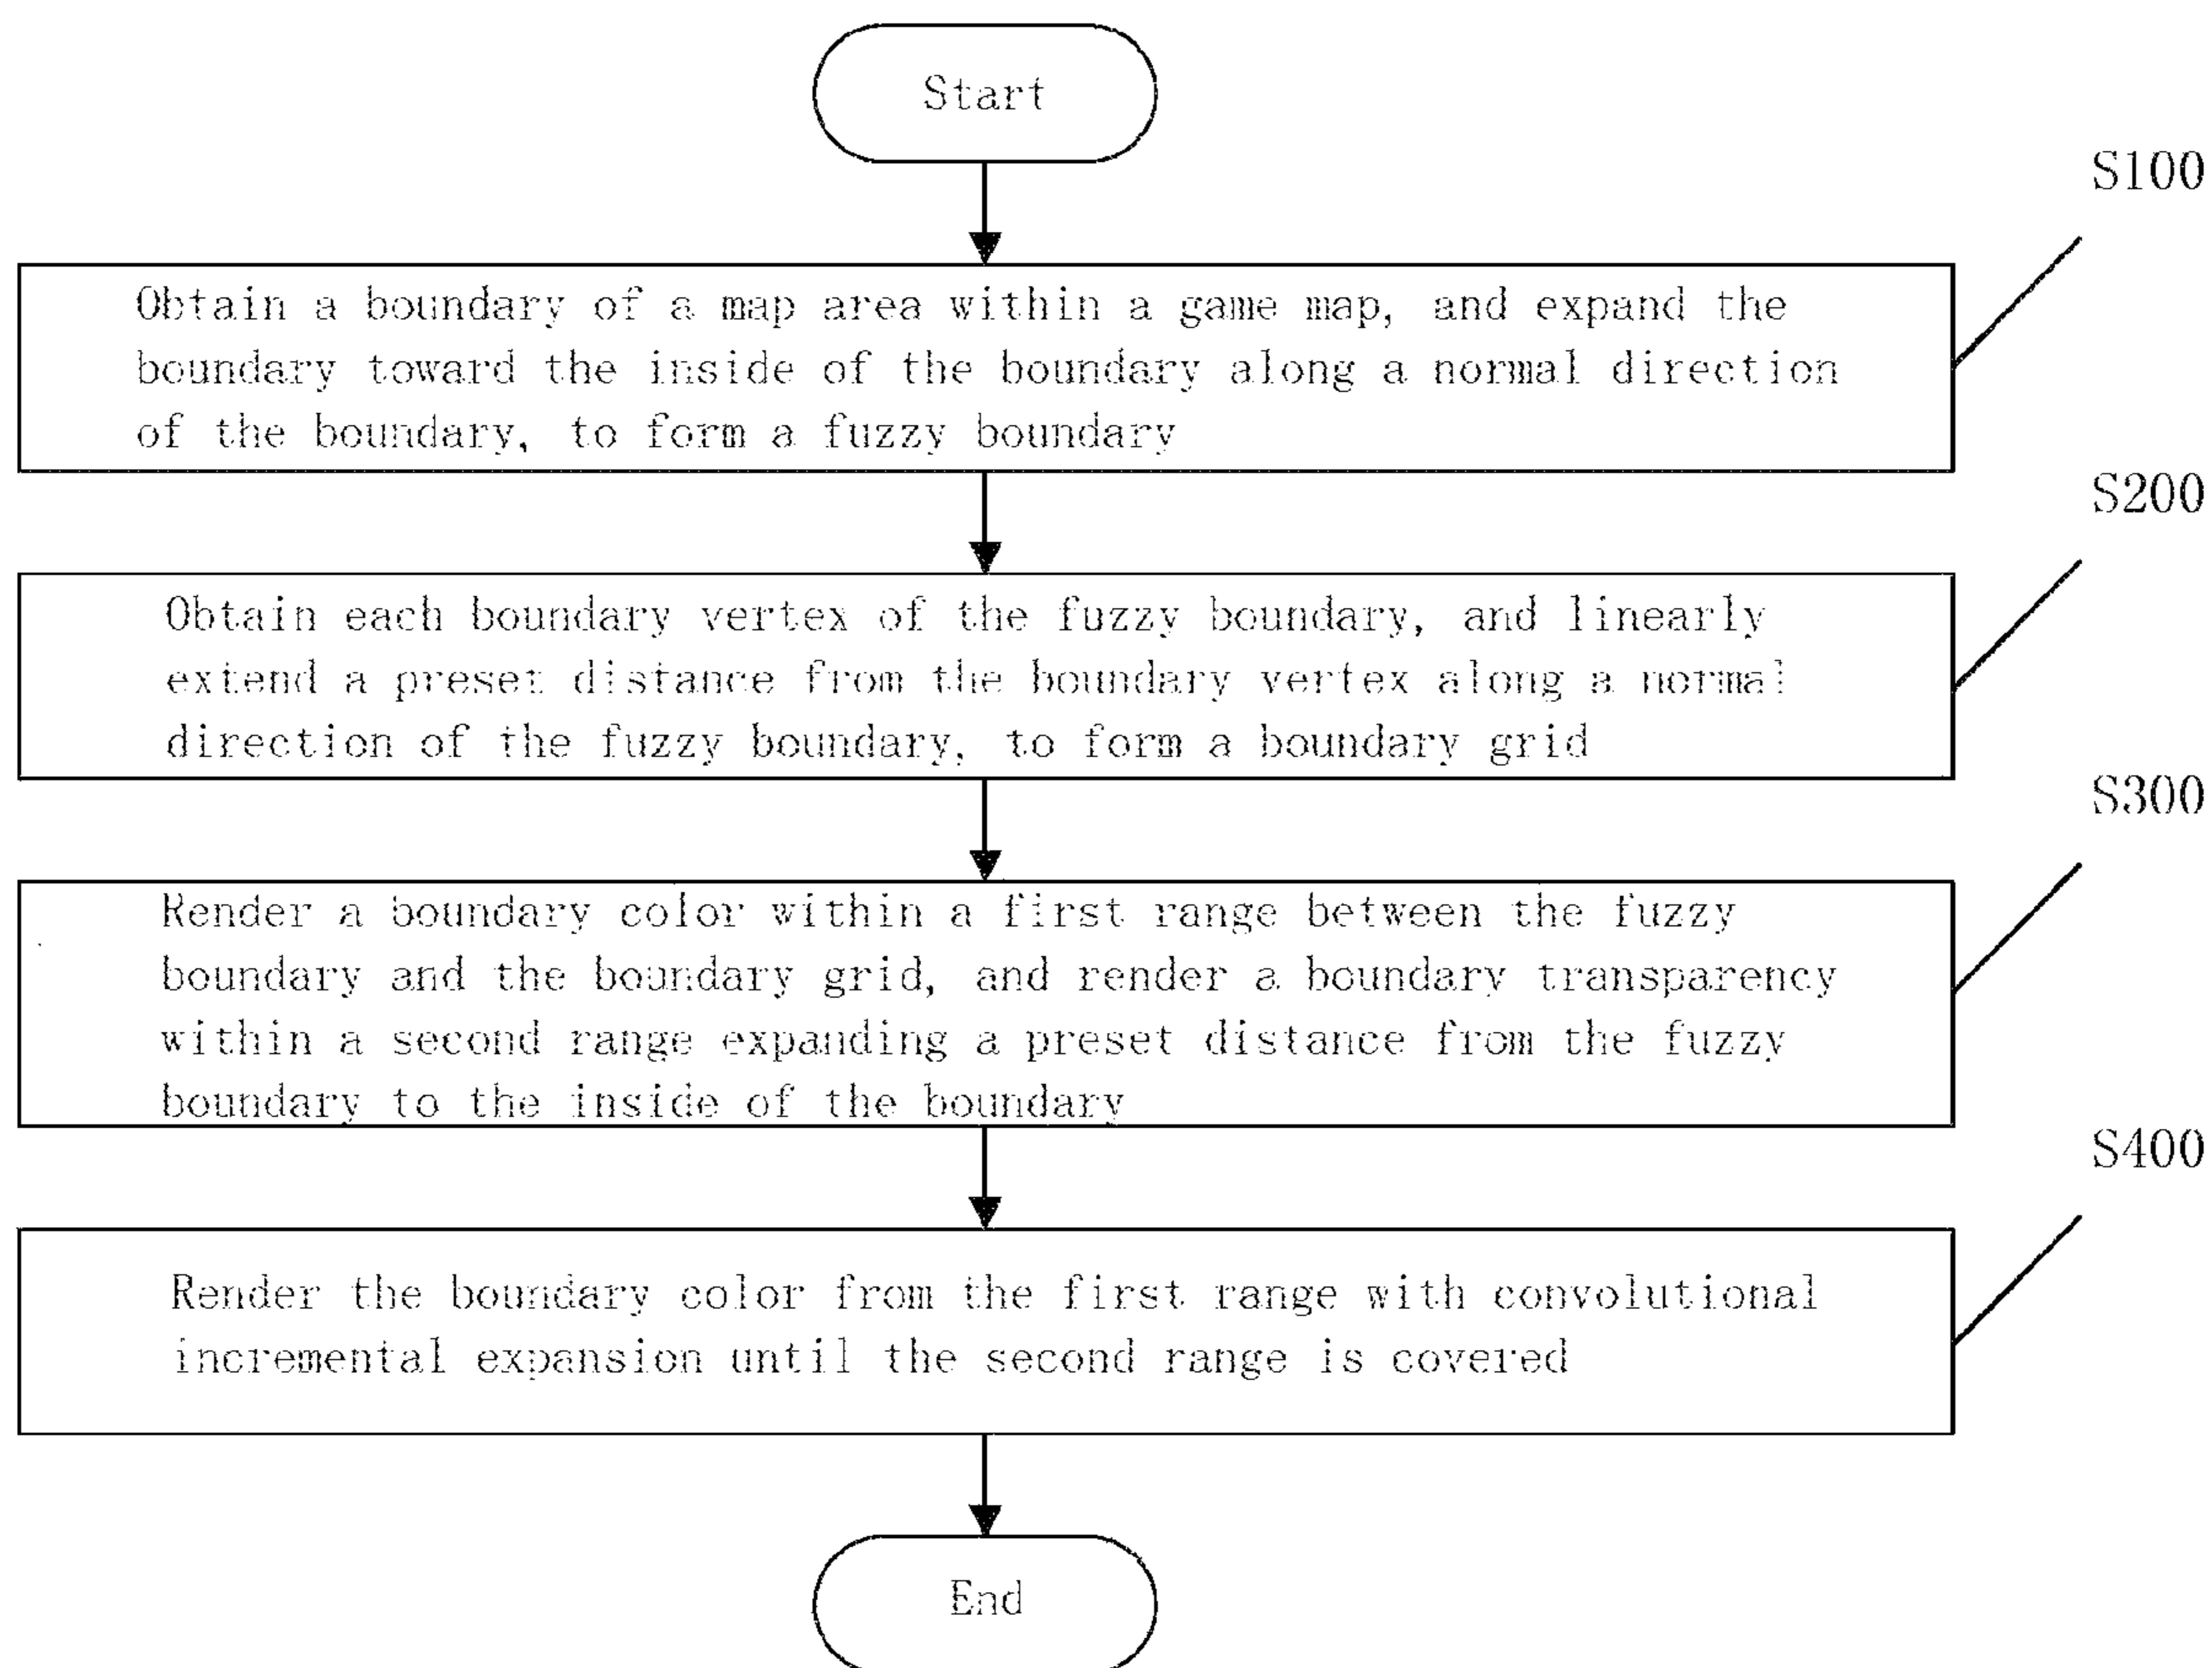 Start
S100
Obtain a boundary of a map area within a game map, and expand the
boundary toward the inside of the boundary along a normal direction
of the boundary, to form a fuzzy boundary
S200
Obtain each boundary vertex of the fuzzy boundary, and linearly
extend a preset distance from the boundary vertex along a normal
direction of the fuzzy boundary, to form a boundary grid
S300
Render a boundary color within a first range between the fuzzy
boundary and the boundary grid, and render a boundary transparency
within a second range expanding a preset distance from the fuzzy
boundary to the inside of the boundary
S400
Render the boundary color from the first range with convolutional
incremental expansion until the second range is covered
End